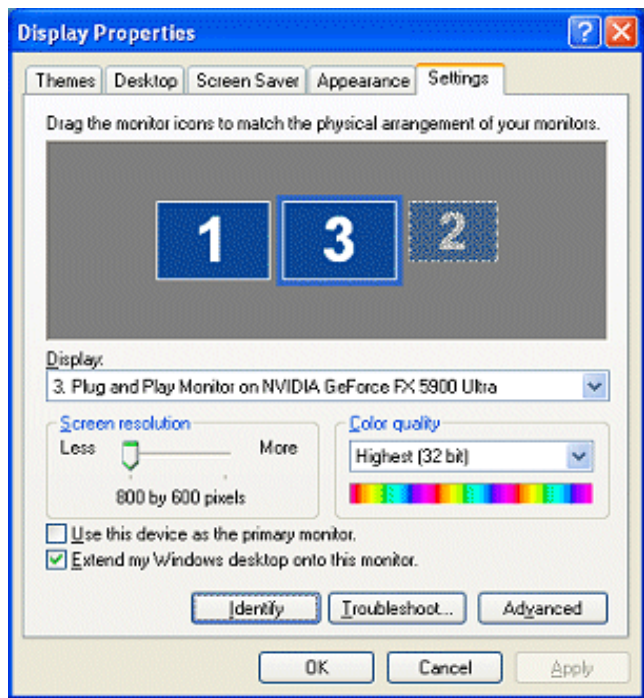 Display Properties
Themes Desktop Screen Saver Appearance Settings
Drag the monitor icons to match the physical arrangement of your monitors.
1 3 2
Display:
3. Plug and Play Monitor on NVIDIA GeForce FX 5900 Ultra
Screen resolution
Less More
800 by 600 pixels
Color quality
Highest (32 bit)
Use this device as the primary monitor.
Extend my Windows desktop onto this monitor.
Identify Troubleshoot... Advanced
OK Cancel Apply